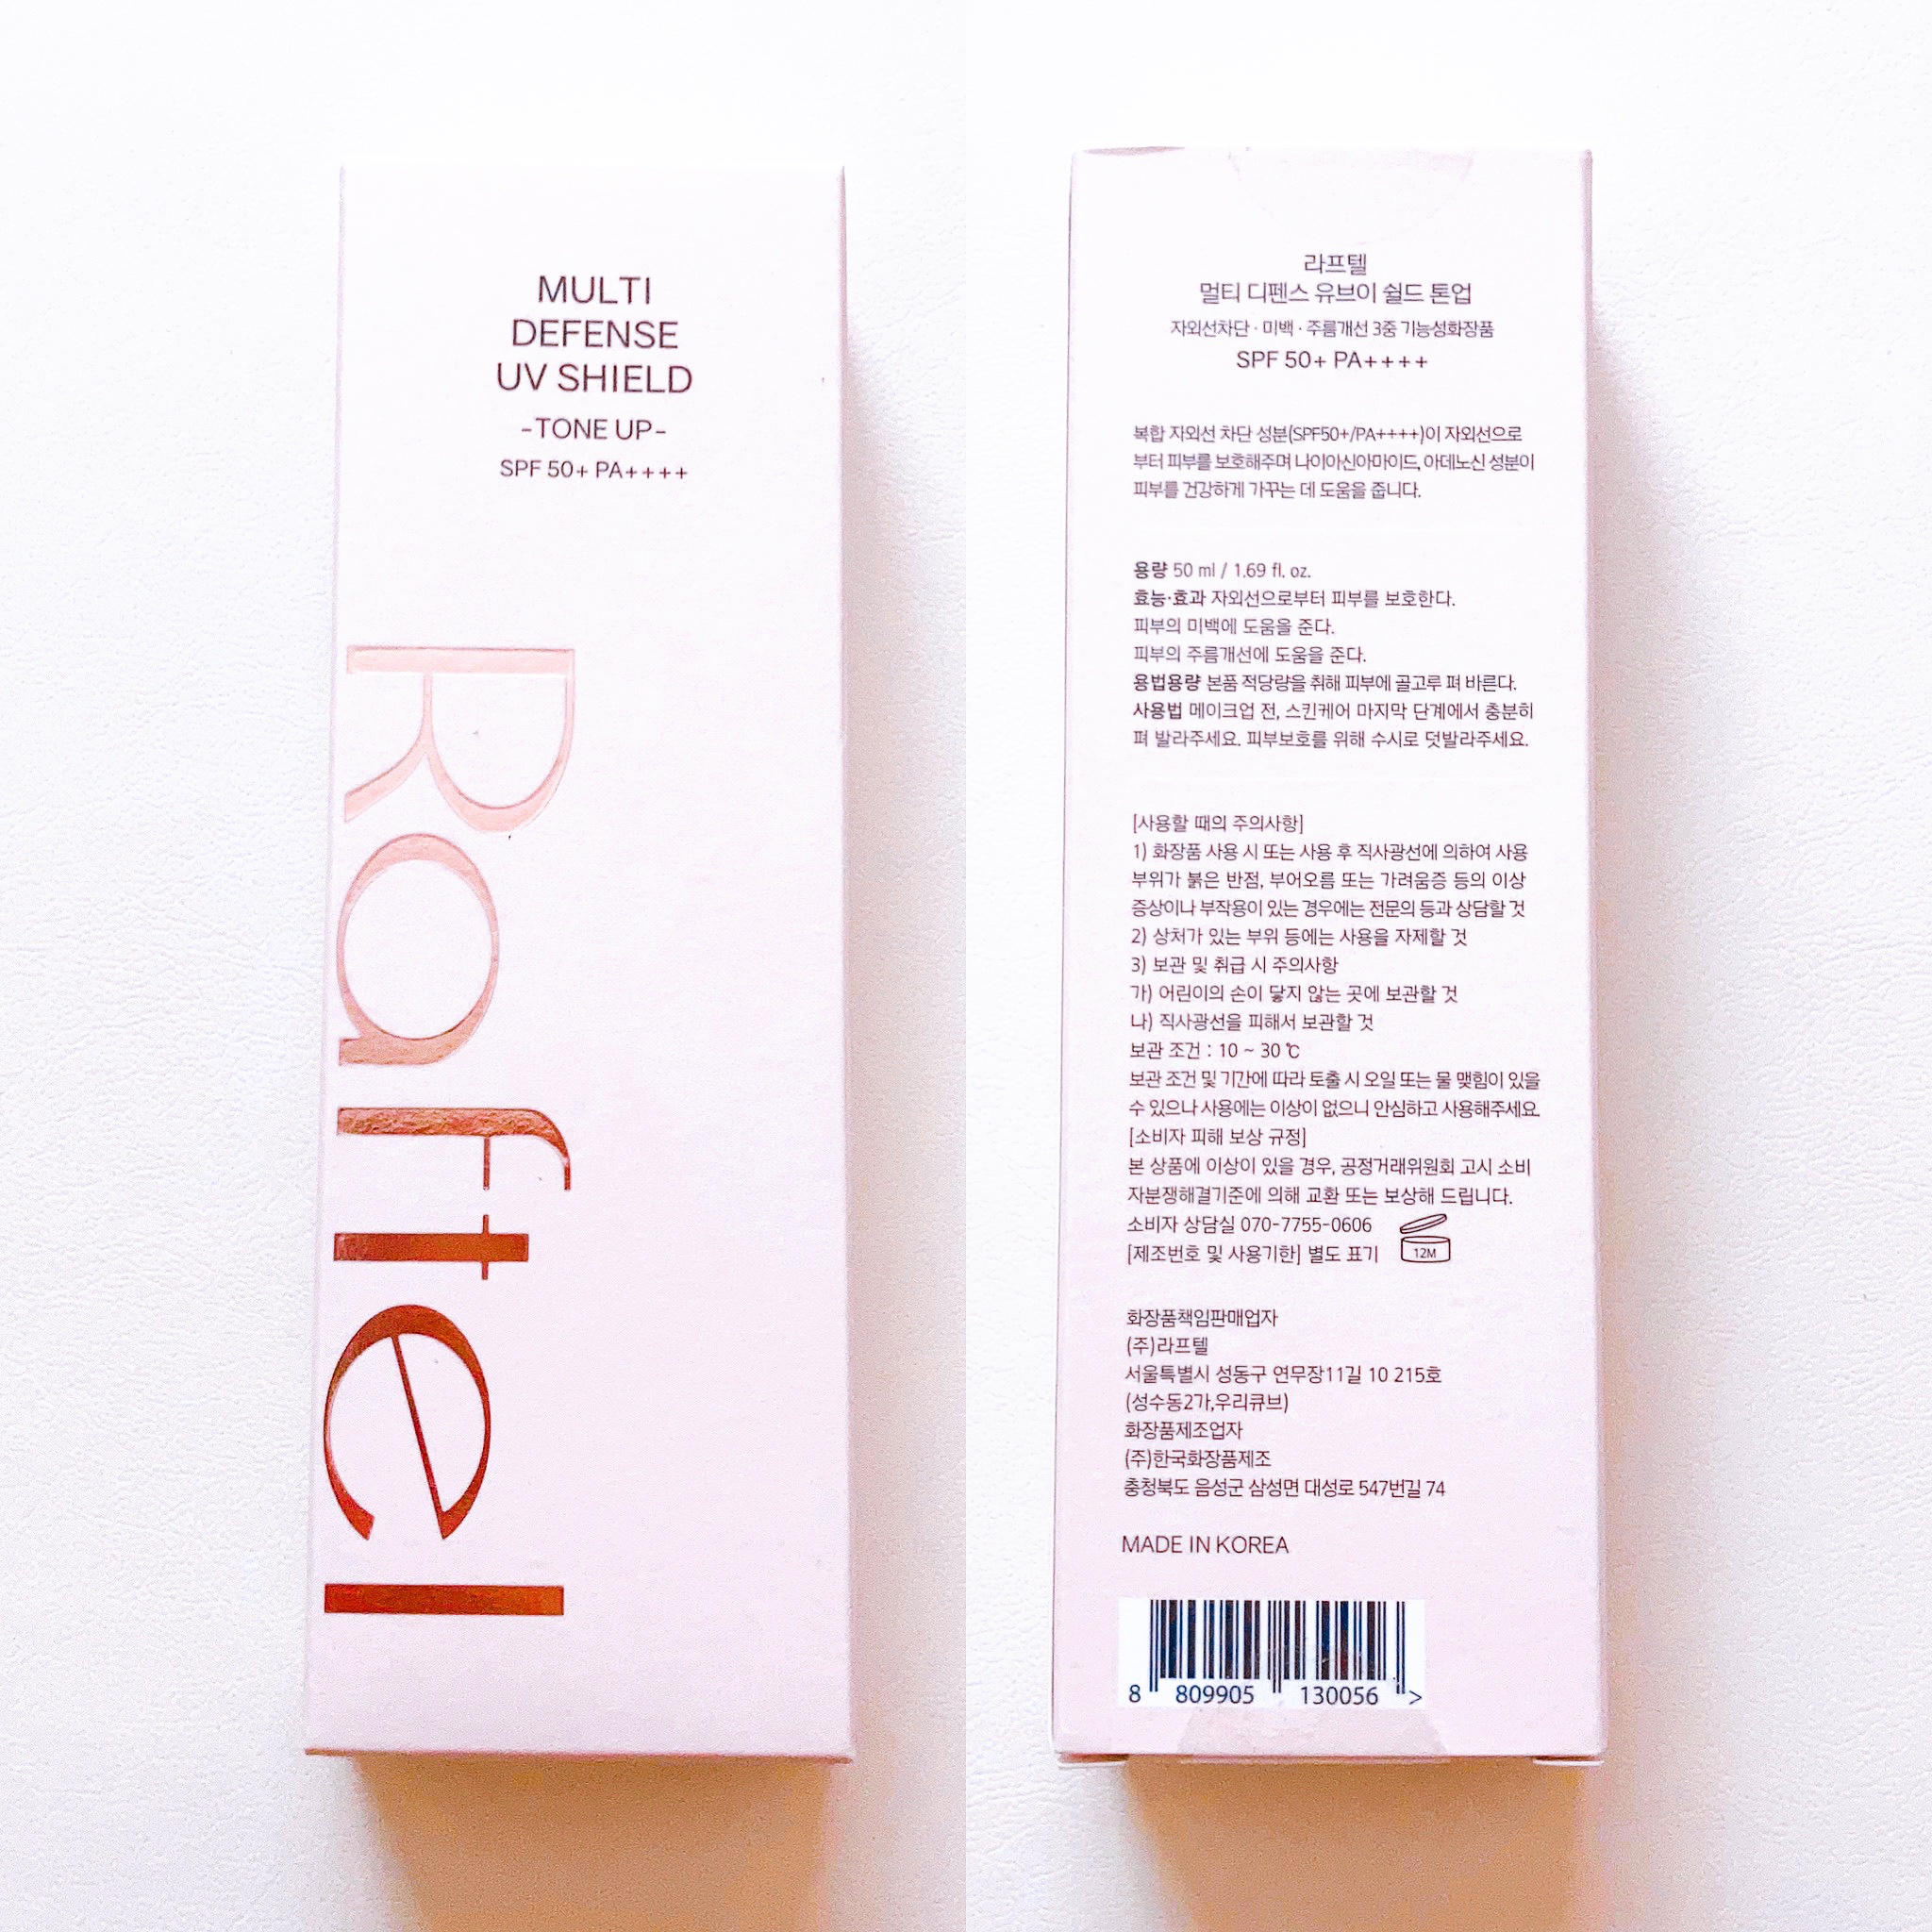 MULTI
DEFENSE
UV SHIELD
-TONE UP-
SPF 50+ PA++++
Raftel
라프텔
멀티 디펜스 유브이 쉴드 톤업
자외선차단 · 미백 · 주름개선 3중 기능성화장품
SPF 50+ PA++++
복합 자외선 차단 성분(SPF50+/PA++++)이 자외선으로
부터 피부를 보호해주며 나이아신아마이드, 아데노신 성분이
피부를 건강하게 가꾸는 데 도움을 줍니다.
용량 50 ml / 1.69 fl. oz.
효능·효과 자외선으로부터 피부를 보호한다.
피부의 미백에 도움을 준다.
피부의 주름개선에 도움을 준다.
용법용량 본품 적당량을 취해 피부에 골고루 펴 바른다.
사용법 메이크업 전, 스킨케어 마지막 단계에서 충분히
펴 발라주세요. 피부보호를 위해 수시로 덧발라주세요.
[사용할 때의 주의사항]
1) 화장품 사용 시 또는 사용 후 직사광선에 의하여 사용
부위가 붉은 반점, 부어오름 또는 가려움증 등의 이상
증상이나 부작용이 있는 경우에는 전문의 등과 상담할 것
2) 상처가 있는 부위 등에는 사용을 자제할 것
3) 보관 및 취급 시 주의사항
가) 어린이의 손이 닿지 않는 곳에 보관할 것
나) 직사광선을 피해서 보관할 것
보관 조건 : 10 ~ 30 ℃
보관 조건 및 기간에 따라 토출 시 오일 또는 물 맺힘이 있을
수 있으나 사용에는 이상이 없으니 안심하고 사용해주세요.
[소비자 피해 보상 규정]
본 상품에 이상이 있을 경우, 공정거래위원회 고시 소비
자분쟁해결기준에 의해 교환 또는 보상해 드립니다.
소비자 상담실 070-7755-0606
[제조번호 및 사용기한] 별도 표기
12M
화장품책임판매업자
(주)라프텔
서울특별시 성동구 연무장11길 10 215호
(성수동2가,우리큐브)
화장품제조업자
(주)한국화장품제조
충청북도 음성군 삼성면 대성로 547번길 74
MADE IN KOREA
8 809905 130056 >